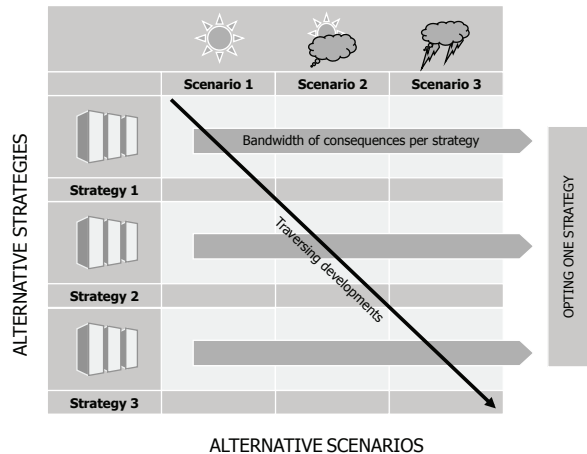 Scenario 1
Scenario 2
Scenario 3
ALTERNATIVE STRATEGIES
Bandwidth of consequences per strategy
Strategy 1
Traversing developments
Strategy 2
Strategy 3
OPTING ONE STRATEGY
ALTERNATIVE SCENARIOS